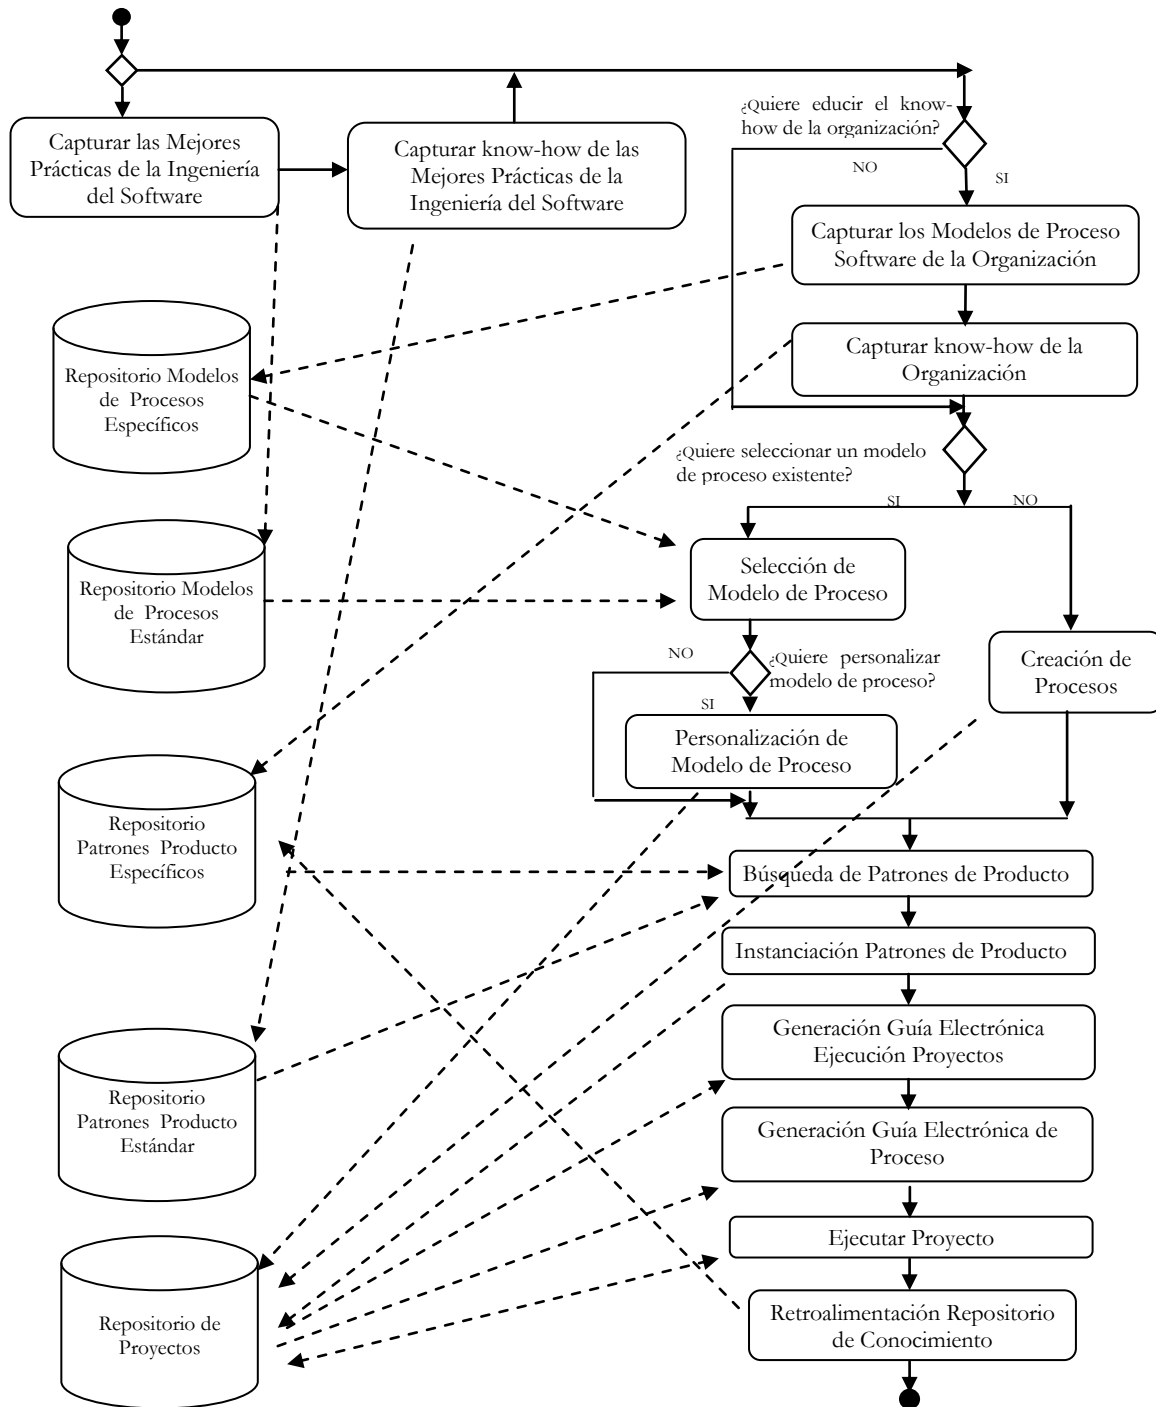 ¿Quiere educir el know-
how de la organización?
Capturar las Mejores
Prácticas de la Ingeniería
del Software
Capturar know-how de las
Mejores Prácticas de la
Ingeniería del Software
NO
SI
Capturar los Modelos de Proceso
Software de la Organización
Capturar know-how de la
Organización
Repositorio Modelos
de Procesos
Específicos
¿Quiere seleccionar un modelo
de proceso existente?
SI
NO
Selección de
Modelo de Proceso
Repositorio Modelos
de Procesos
Estándar
NO
¿Quiere personalizar
modelo de proceso?
SI
Creación de
Procesos
Personalización de
Modelo de Proceso
Repositorio
Patrones Producto
Específicos
Búsqueda de Patrones de Producto
Instanciación Patrones de Producto
Generación Guía Electrónica
Ejecución Proyectos
Repositorio
Patrones Producto
Estándar
Generación Guía Electrónica de
Proceso
Ejecutar Proyecto
Repositorio de
Proyectos
Retroalimentación Repositorio
de Conocimiento